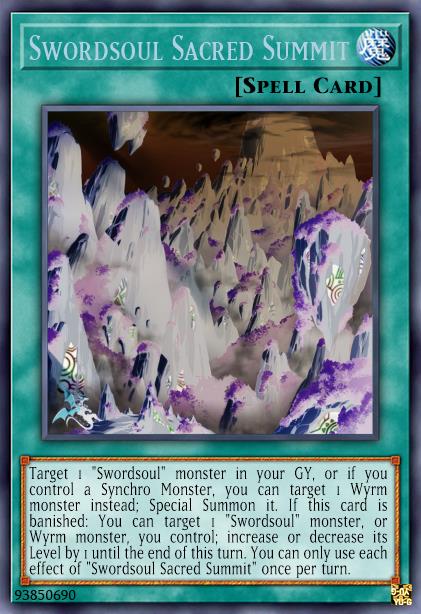 Swordsoul Sacred Summit
[Spell Card]
Target 1 "Swordsoul" monster in your GY, or if you
control a Synchro Monster, you can target 1 Wyrm
monster instead; Special Summon it. If this card is
banished: You can target 1 "Swordsoul" monster, or
Wyrm monster, you control; increase or decrease its
Level by 1 until the end of this turn. You can only use each
effect of "Swordsoul Sacred Summit" once per turn.
93850690